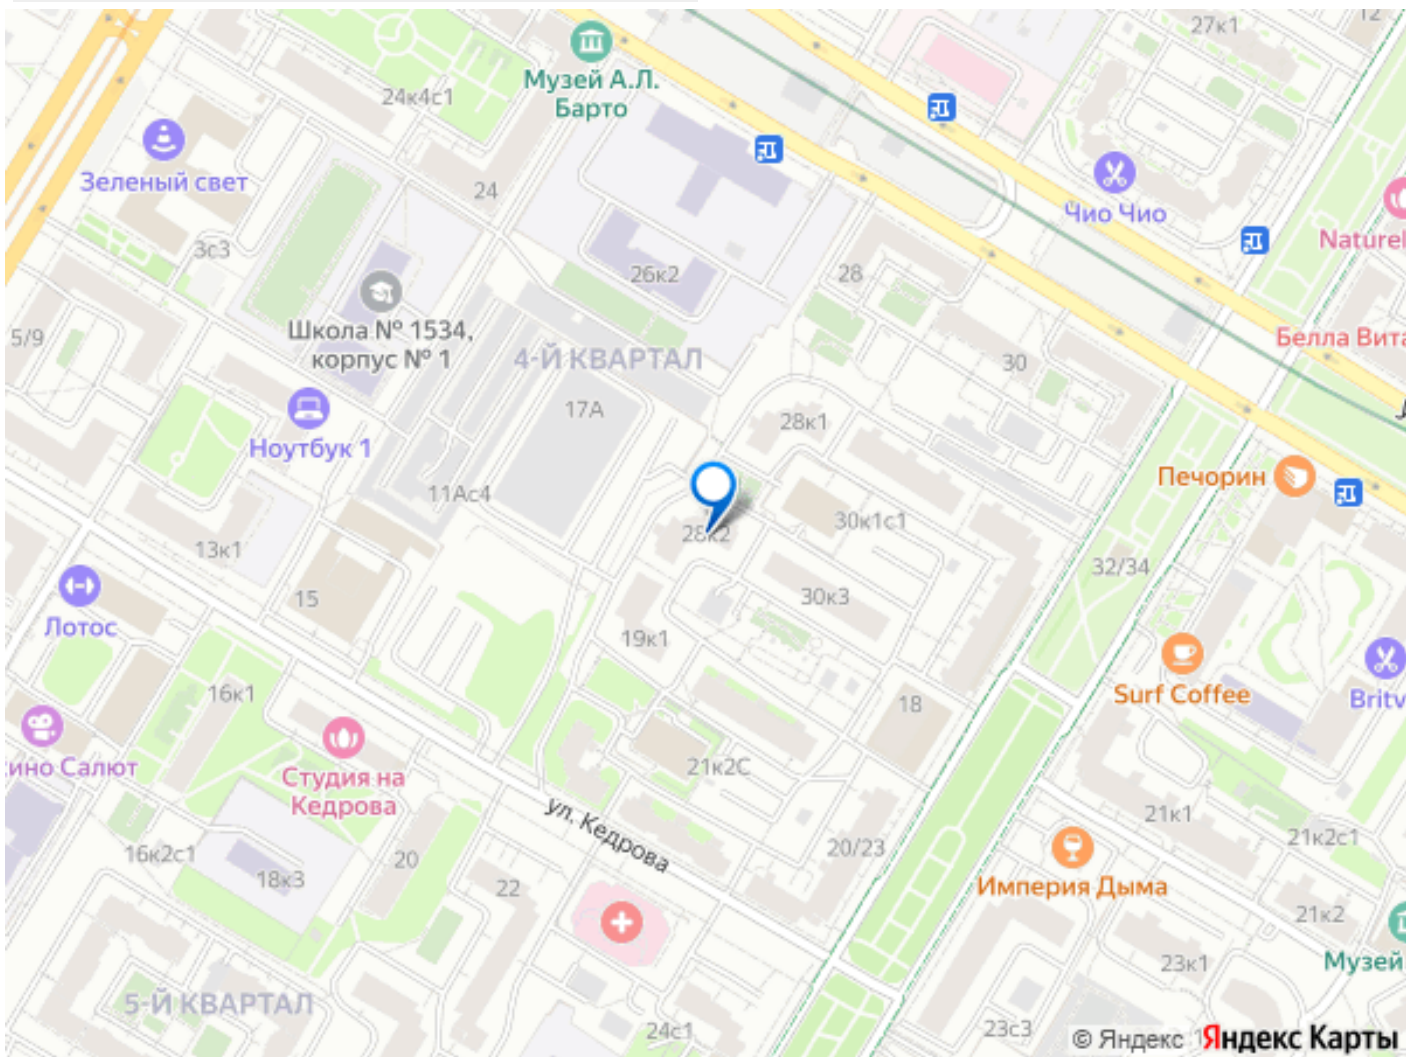 27к1
12
Музей А.Л.
Барто
24к4с1
Зеленый свет
24
Чио Чио
3с3
26к2
28
Naturel
Школа № 1534,
корпус № 1
5/9
4-Й КВАРТАЛ
30
Белла Вита
17А
28к1
Ноутбук 1
Печорин
11Ас4
30к1с1
28к2
13к1
32/34
15
30к3
Лотос
19к1
16к1
Surf Coffee
Britv
18
ино Салют
Студия на
Кедрова
21к2С
ул. Кедрова
21к1
21к2с1
16к2с1
20
20/23
18к3
22
Империя Дыма
21к2
Музей
23к1
5-Й КВАРТАЛ
24с1
23с3
© Яндекс
Яндекс Карты